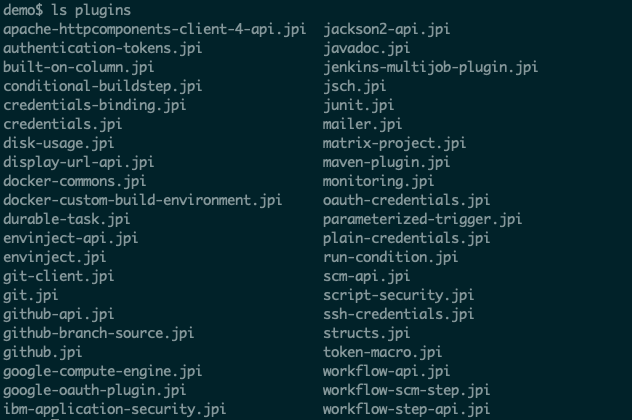 demo$ ls plugins
apache-httpcomponents-client-4-api.jpi jackson2-api.jpi
authentication-tokens.jpi javadoc.jpi
built-on-column.jpi jenkins-multijob-plugin.jpi
conditional-buildstep.jpi jsch.jpi
credentials-binding.jpi junit.jpi
credentials.jpi mailer.jpi
disk-usage.jpi matrix-project.jpi
display-url-api.jpi maven-plugin.jpi
docker-commons.jpi monitoring.jpi
docker-custom-build-environment.jpi oauth-credentials.jpi
durable-task.jpi parameterized-trigger.jpi
envinject-api.jpi plain-credentials.jpi
envinject.jpi run-condition.jpi
git-client.jpi scm-api.jpi
git.jpi script-security.jpi
github-api.jpi ssh-credentials.jpi
github-branch-source.jpi structs.jpi
github.jpi token-macro.jpi
google-compute-engine.jpi workflow-api.jpi
google-oauth-plugin.jpi workflow-scm-step.jpi
ibm-application-security.jpi workflow-step-api.jpi